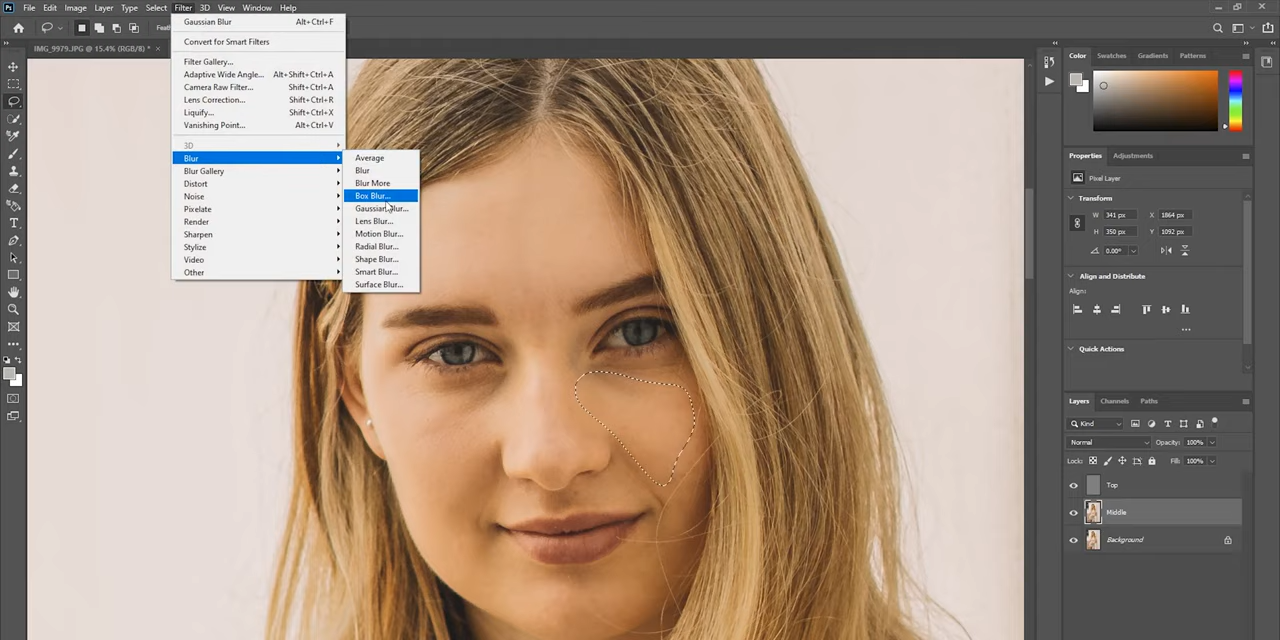 Ps File Edit Image Layer Type Select Filter 3D View Window Help
Gaussian Blur Alt+Ctrl+F
Convert for Smart Filters
Filter Gallery...
Adaptive Wide Angle... Alt+Shift+Ctrl+A
Camera Raw Filter... Shift+Ctrl+A
Lens Correction... Shift+Ctrl+R
Liquify... Shift+Ctrl+X
Vanishing Point... Alt+Ctrl+V
3D
Blur
Blur Gallery
Distort
Noise
Pixelate
Render
Sharpen
Stylize
Video
Other
Average
Blur
Blur More
Box Blur...
Gaussian Blur...
Lens Blur...
Motion Blur...
Radial Blur...
Shape Blur...
Smart Blur...
Surface Blur...
IMG_9979.JPG @ 15.4% (RGB/8) *
Color Swatches Gradients Patterns
Properties Adjustments
Pixel Layer
Transform
W 341 px X 1864 px
H 350 px Y 1092 px
0.00°
Align and Distribute
Align:
Quick Actions
Layers Channels Paths
Kind
Normal Opacity: 100%
Lock: Fill: 100%
Top
Middle
Background